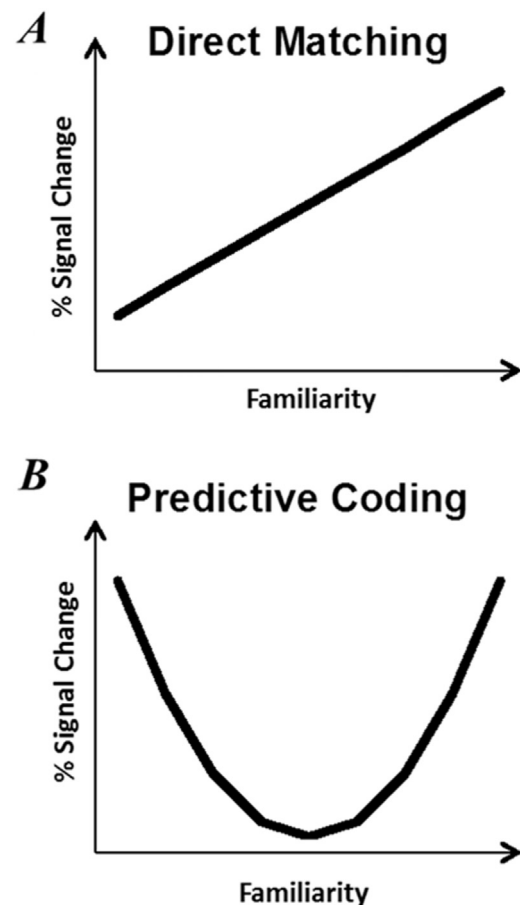 A
Direct Matching
% Signal Change
Familiarity
B
Predictive Coding
% Signal Change
Familiarity